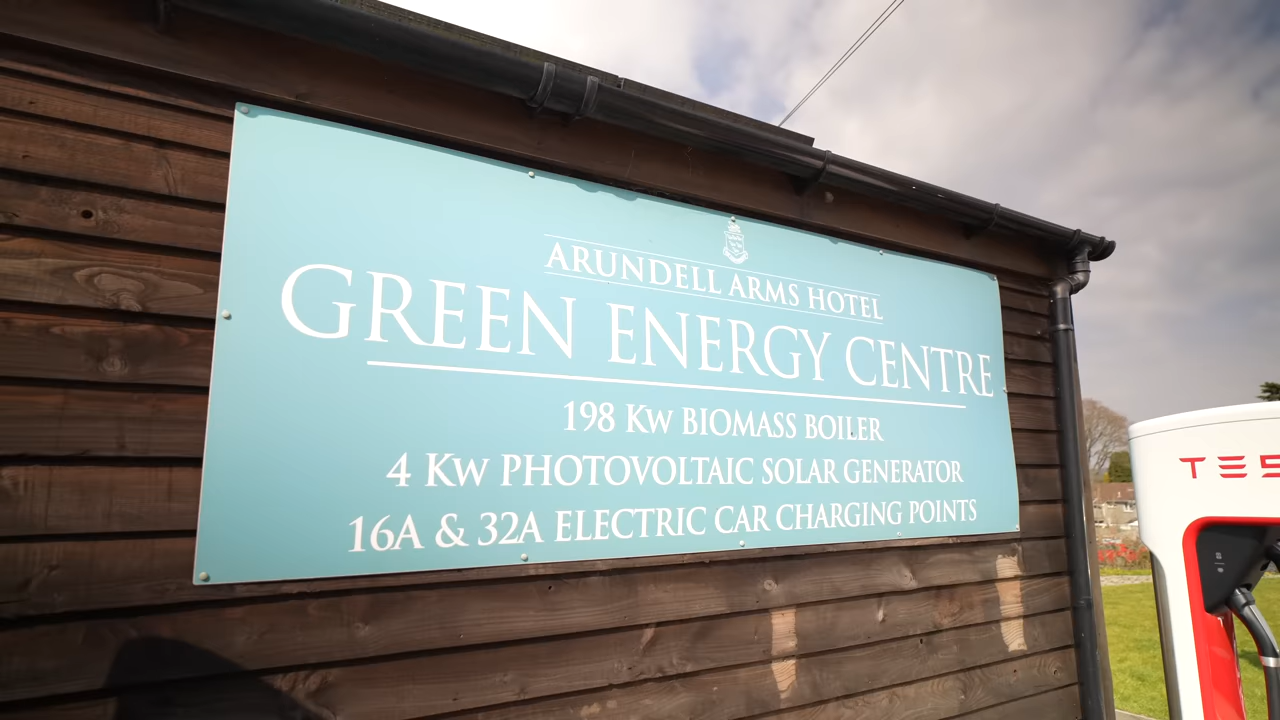 ARUNDELL ARMS HOTEL
GREEN ENERGY CENTRE
198 Kw BIOMASS BOILER
4 Kw PHOTOVOLTAIC SOLAR GENERATOR
16A & 32A ELECTRIC CAR CHARGING POINTS
TES